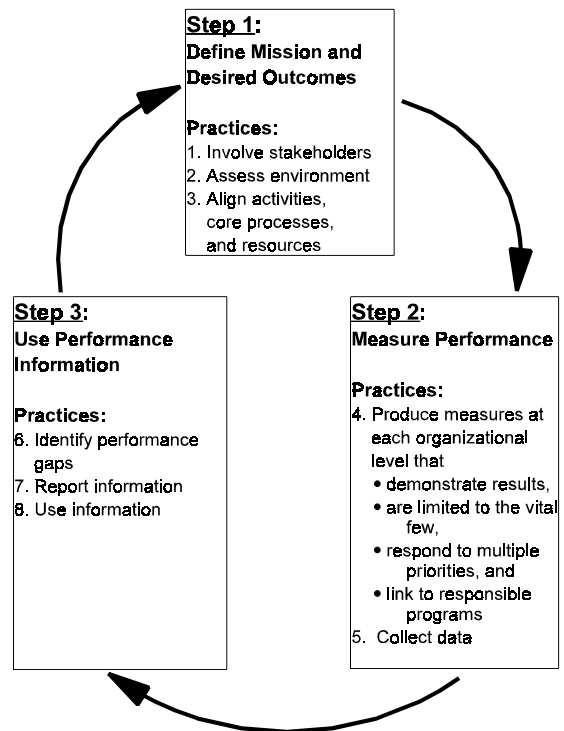 Step 1:
Define Mission and
Desired Outcomes
Practices:
1. Involve stakeholders
2. Assess environment
3. Align activities,
core processes,
and resources
Step 2:
Measure Performance
Practices:
4. Produce measures at
each organizational
level that
• demonstrate results,
• are limited to the vital
few,
• respond to multiple
priorities, and
• link to responsible
programs
5. Collect data
Step 3:
Use Performance
Information
Practices:
6. Identify performance
gaps
7. Report information
8. Use information